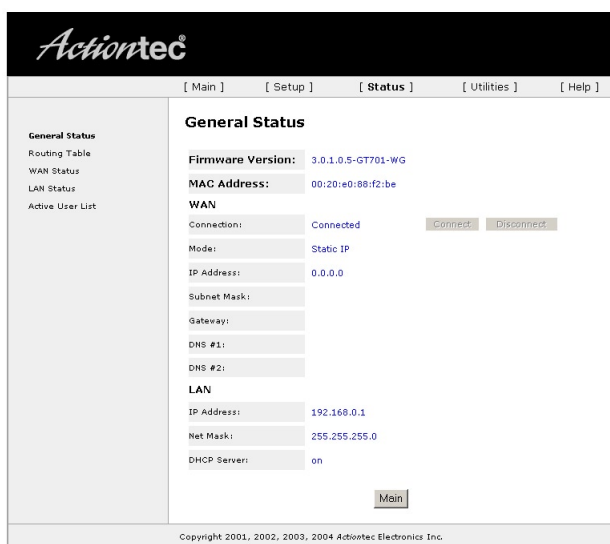 Actiontec
[ Main ] [ Setup ] [ Status ] [ Utilities ] [ Help ]
General Status
Routing Table
WAN Status
LAN Status
Active User List
General Status
Firmware Version: 3.0.1.0.5-GT701-WG
MAC Address: 00:20:e0:88:f2:be
WAN
Connection: Connected Connect Disconnect
Mode: Static IP
IP Address: 0.0.0.0
Subnet Mask:
Gateway:
DNS #1:
DNS #2:
LAN
IP Address: 192.168.0.1
Net Mask: 255.255.255.0
DHCP Server: on
Main
Copyright 2001, 2002, 2003, 2004 Actiontec Electronics Inc.